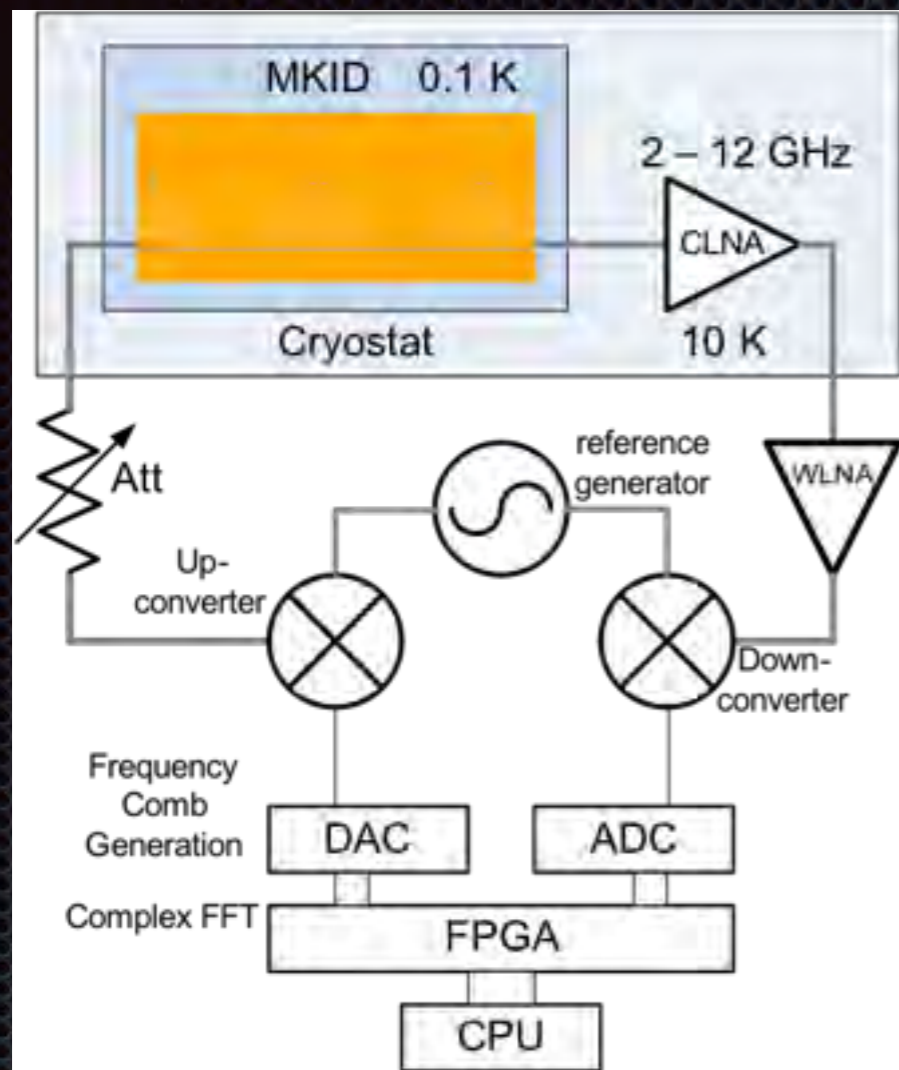 MKID 0.1 K
2 – 12 GHz
CLNA
Cryostat
10 K
reference
generator
Att
WLNA
Up-
converter
Down-
converter
Frequency
Comb
Generation
DAC
ADC
Complex FFT
FPGA
CPU